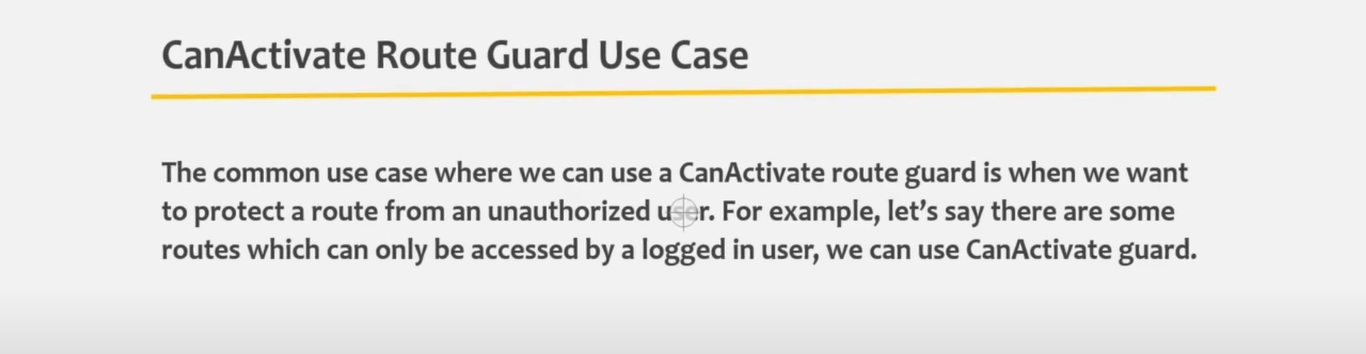 CanActivate Route Guard Use Case
The common use case where we can use a CanActivate route guard is when we want
to protect a route from an unauthorized user. For example, let’s say there are some
routes which can only be accessed by a logged in user, we can use CanActivate guard.